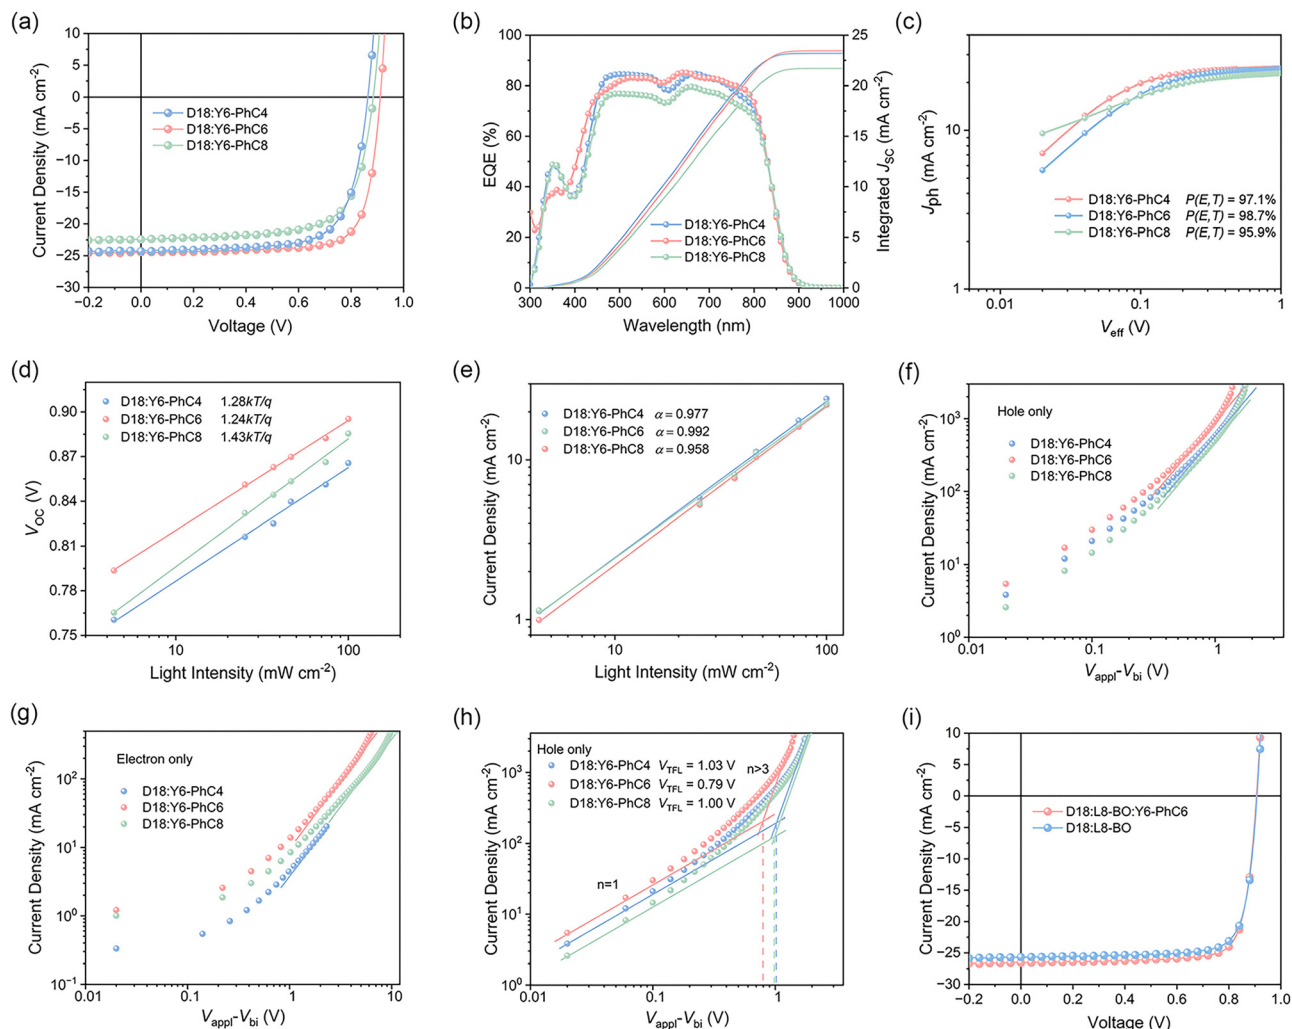 (a)
10
5
0
−5
−10
−15
−20
−25
−30
Current Density (mA cm⁻²)
D18:Y6-PhC4
D18:Y6-PhC6
D18:Y6-PhC8
−0.2 0.0 0.2 0.4 0.6 0.8 1.0
Voltage (V)
(b)
100
80
60
40
20
0
EQE (%)
D18:Y6-PhC4
D18:Y6-PhC6
D18:Y6-PhC8
25
20
15
10
5
0
Integrated JSC (mA cm⁻²)
300 400 500 600 700 800 900 1000
Wavelength (nm)
(c)
10
1
Jph (mA cm⁻²)
D18:Y6-PhC4 P(E,T) = 97.1%
D18:Y6-PhC6 P(E,T) = 98.7%
D18:Y6-PhC8 P(E,T) = 95.9%
0.01 0.1 1
Veff (V)
(d)
0.90
0.87
0.84
0.81
0.78
0.75
VOC (V)
D18:Y6-PhC4 1.28kT/q
D18:Y6-PhC6 1.24kT/q
D18:Y6-PhC8 1.43kT/q
10 100
Light Intensity (mW cm⁻²)
(e)
10
1
Current Density (mA cm⁻²)
D18:Y6-PhC4 α = 0.977
D18:Y6-PhC6 α = 0.992
D18:Y6-PhC8 α = 0.958
10 100
Light Intensity (mW cm⁻²)
(f)
10³
10²
10¹
10⁰
Current Density (mA cm⁻²)
Hole only
D18:Y6-PhC4
D18:Y6-PhC6
D18:Y6-PhC8
0.01 0.1 1
Vappl-Vbi (V)
(g)
10²
10¹
10⁰
10⁻¹
Current Density (mA cm⁻²)
Electron only
D18:Y6-PhC4
D18:Y6-PhC6
D18:Y6-PhC8
0.01 0.1 1 10
Vappl-Vbi (V)
(h)
10³
10²
10¹
10⁰
Current Density (mA cm⁻²)
Hole only
D18:Y6-PhC4 VTFL = 1.03 V
D18:Y6-PhC6 VTFL = 0.79 V
D18:Y6-PhC8 VTFL = 1.00 V
n>3
n=1
0.01 0.1 1
Vappl-Vbi (V)
(i)
10
5
0
−5
−10
−15
−20
−25
−30
Current Density (mA cm⁻²)
D18:L8-BO:Y6-PhC6
D18:L8-BO
−0.2 0.0 0.2 0.4 0.6 0.8 1.0
Voltage (V)